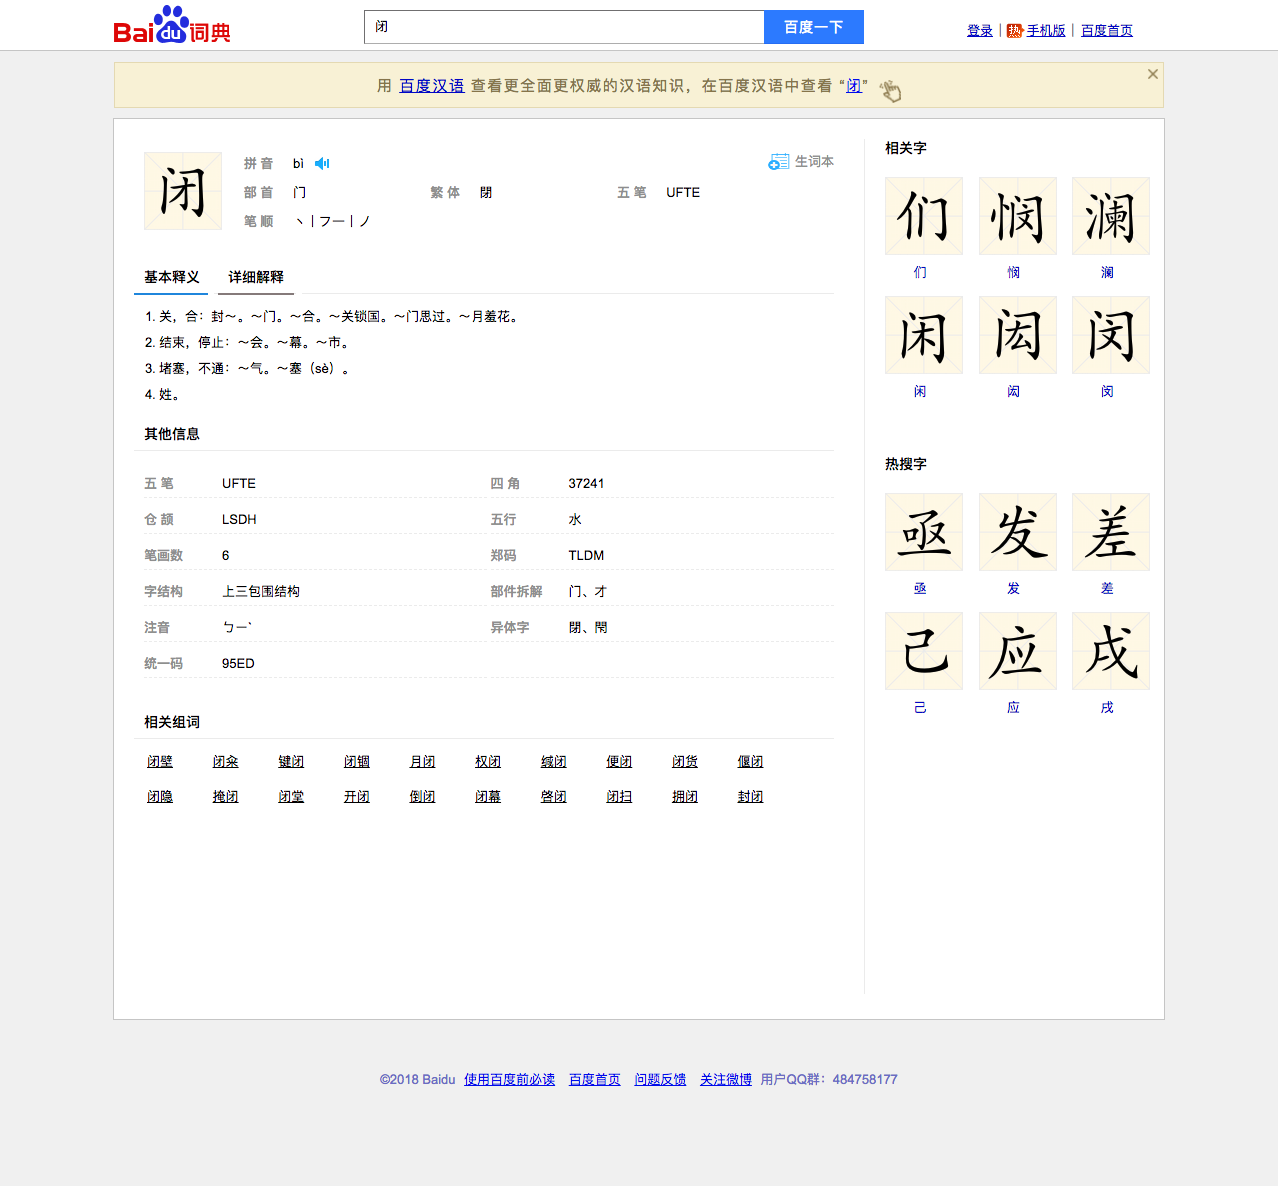 Baidu词典
闭
百度一下
登录 | 热 手机版 | 百度首页
用 百度汉语 查看更全面更权威的汉语知识，在百度汉语中查看 “闭”
闭
拼 音 bì
生词本
部 首 门 繁 体 閉 五 笔 UFTE
笔 顺 丶丨フ一丨ノ
基本释义 详细解释
1. 关，合：封～。～门。～合。～关锁国。～门思过。～月羞花。
2. 结束，停止：～会。～幕。～市。
3. 堵塞，不通：～气。～塞（sè）。
4. 姓。
其他信息
五 笔 UFTE 四 角 37241
仓 颉 LSDH 五行 水
笔画数 6 郑码 TLDM
字结构 上三包围结构 部件拆解 门、才
注音 ㄅㄧˋ 异体字 閉、閇
统一码 95ED
相关组词
闭壁 闭籴 键闭 闭锢 月闭 权闭 缄闭 便闭 闭货 偃闭
闭隐 掩闭 闭堂 开闭 倒闭 闭幕 啓闭 闭扫 拥闭 封闭
相关字
们 悯 澜
们 悯 澜
闲 闳 闵
闲 闳 闵
热搜字
亟 发 差
亟 发 差
己 应 戌
己 应 戌
©2018 Baidu 使用百度前必读 百度首页 问题反馈 关注微博 用户QQ群：484758177